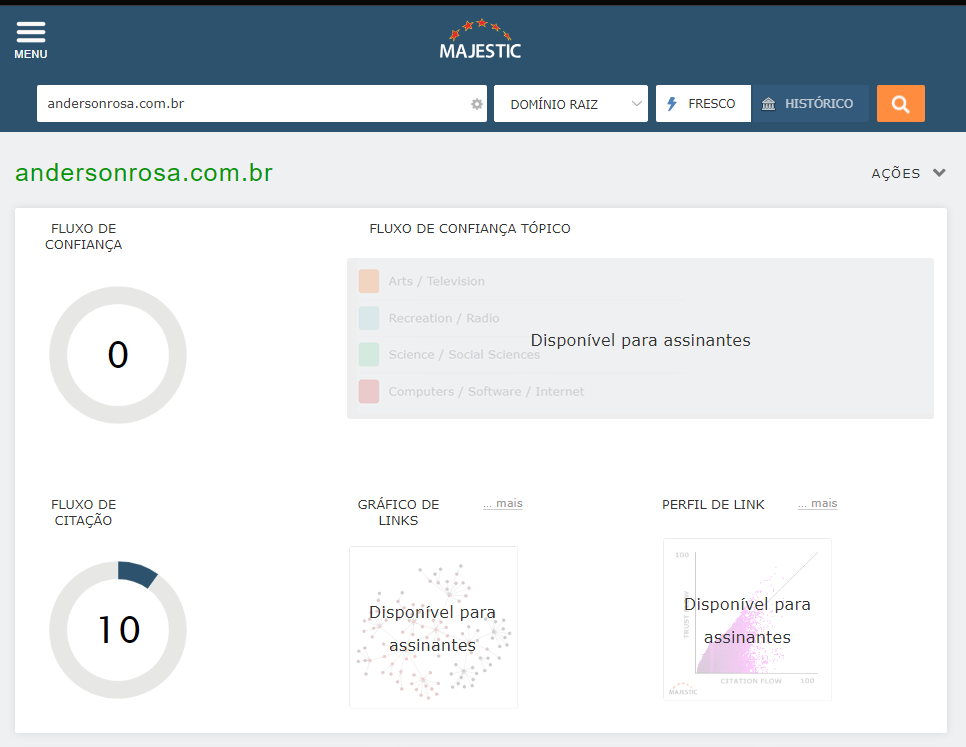 MENU
MAJESTIC
andersonrosa.com.br
DOMÍNIO RAIZ
FRESCO
HISTÓRICO
andersonrosa.com.br
AÇÕES
FLUXO DE
CONFIANÇA
0
FLUXO DE CONFIANÇA TÓPICO
Arts / Television
Recreation / Radio
Science / Social Sciences
Computers / Software / Internet
Disponível para assinantes
FLUXO DE
CITAÇÃO
10
GRÁFICO DE
LINKS
... mais
Disponível para
assinantes
PERFIL DE LINK
... mais
100
TRUST FLOW
Disponível para
assinantes
CITATION FLOW
100
MAJESTIC